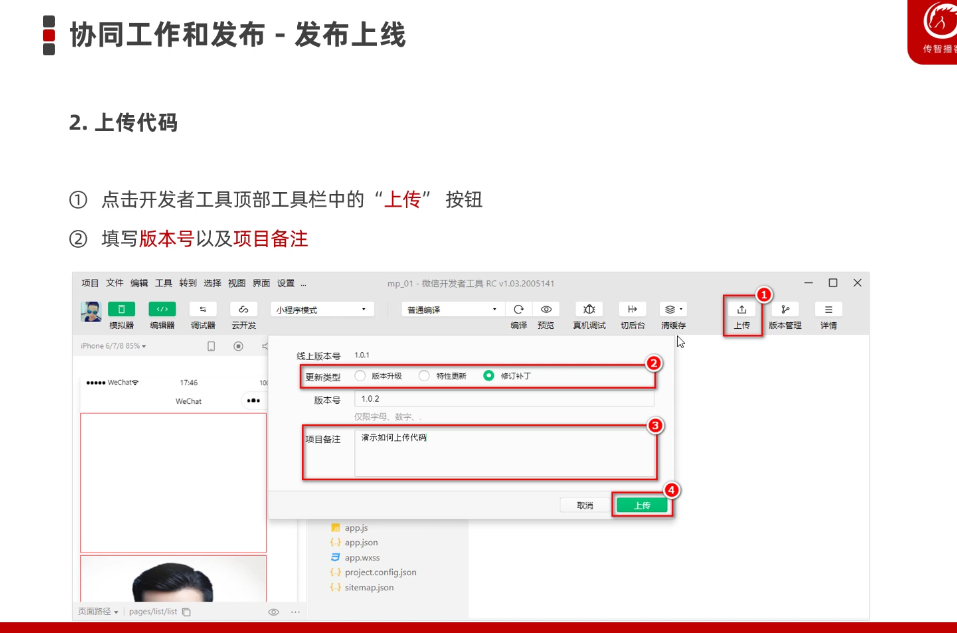 协同工作和发布 - 发布上线
传智播客
2. 上传代码
① 点击开发者工具顶部工具栏中的“上传” 按钮
② 填写版本号以及项目备注
项目 文件 编辑 工具 转到 选择 视图 界面 设置 ... mp_01 - 微信开发者工具 RC v1.03.2005141
小程序模式 普通编译
模拟器 编辑器 调试器 云开发 编译 预览 真机调试 切后台 清缓存 上传 版本管理 详情
1
iPhone 6/7/8 85%
WeChat 17:46 10
WeChat
线上版本号 1.0.1
2
更新类型 版本升级 特性更新 修订补丁
版本号 1.0.2
仅限字母、数字、.
3
项目备注 演示如何上传代码
4
取消 上传
app.js
app.json
app.wxss
project.config.json
sitemap.json
页面路径 pages/list/list